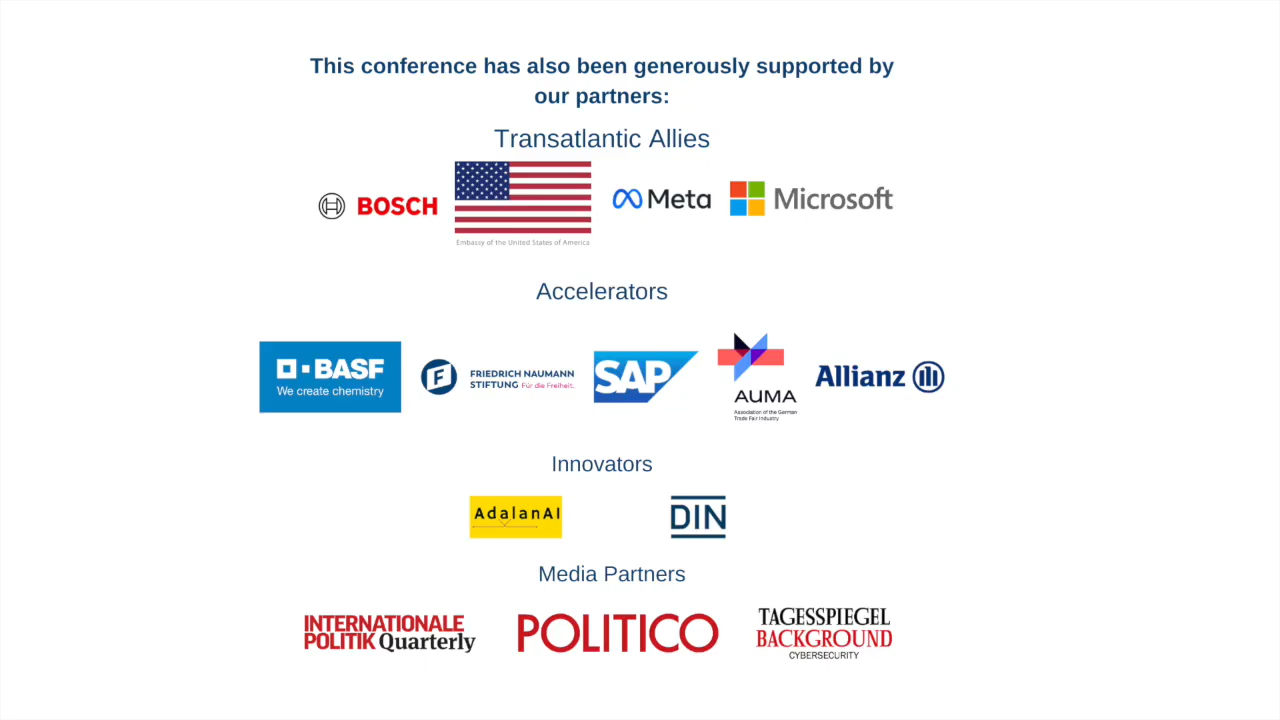 This conference has also been generously supported by
our partners:
Transatlantic Allies
BOSCH
Embassy of the United States of America
Meta
Microsoft
Accelerators
BASF
We create chemistry
F
FRIEDRICH NAUMANN
STIFTUNG Für die Freiheit.
SAP
AUMA
Association of the German
Trade Fair Industry
Allianz
Innovators
AdalanAI
DIN
Media Partners
INTERNATIONALE
POLITIK Quarterly
POLITICO
TAGESSPIEGEL
BACKGROUND
CYBERSECURITY